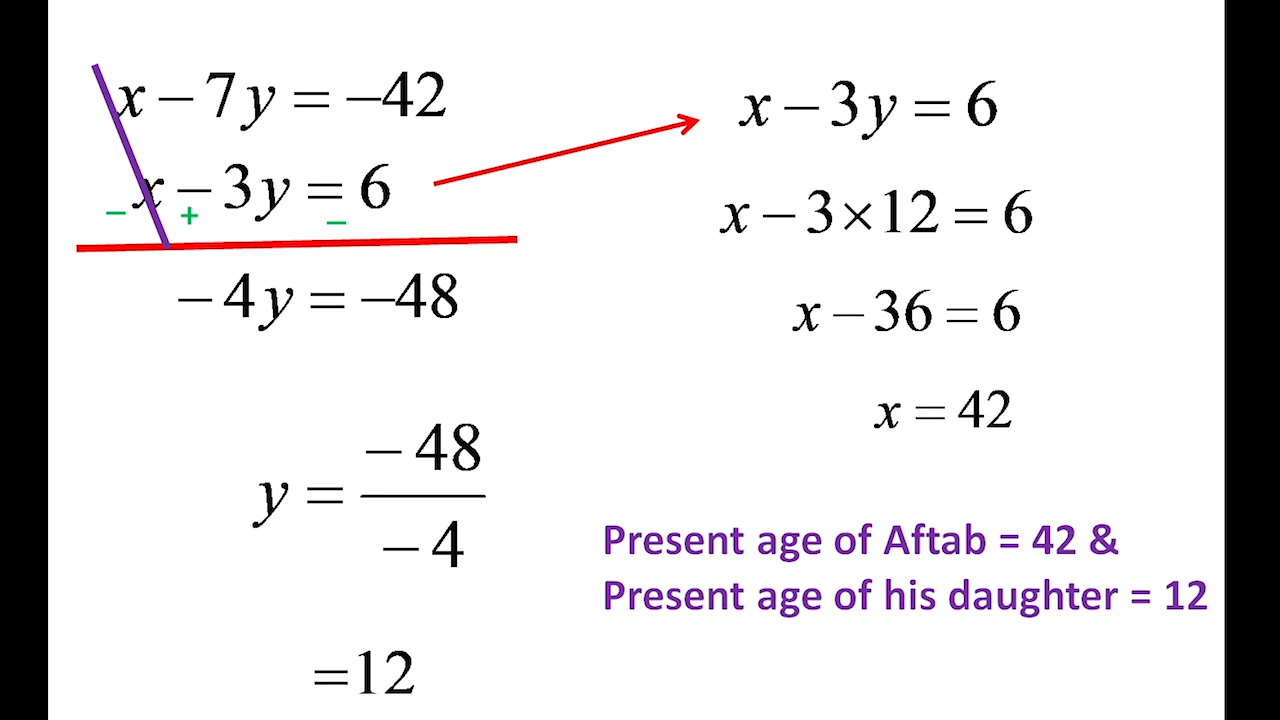 x − 7y = −42
x − 3y = 6
− + −
− 4y = −48
y = −48 / −4
=12
x − 3y = 6
x − 3×12 = 6
x − 36 = 6
x = 42
Present age of Aftab = 42 &
Present age of his daughter = 12